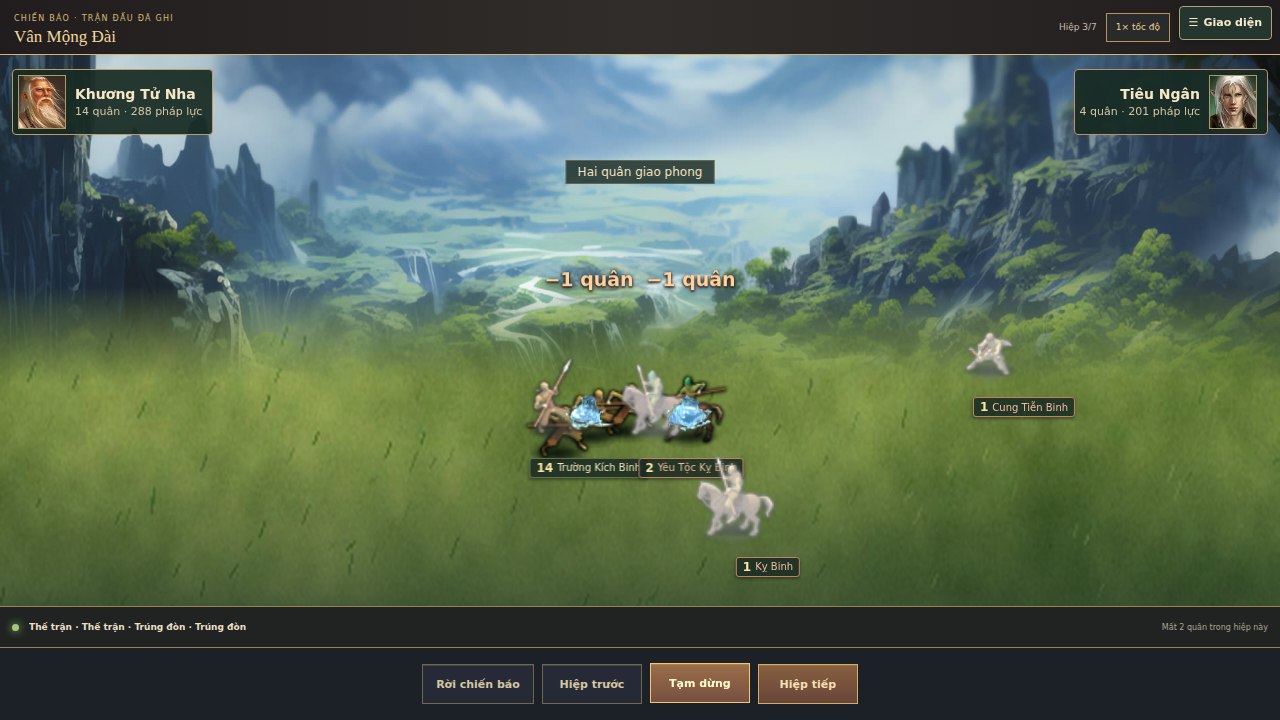 CHIẾN BÁO · TRẬN ĐẤU ĐÃ GHI
Vân Mộng Đài
Hiệp 3/7
1× tốc độ
☰ Giao diện
Khương Tử Nha
14 quân · 288 pháp lực
Tiêu Ngân
4 quân · 201 pháp lực
Hai quân giao phong
−1 quân −1 quân
1 Cung Tiễn Binh
14 Trường Kích Binh
2 Yêu Tộc Kỵ Binh
1 Kỵ Binh
Thế trận · Thế trận · Trúng đòn · Trúng đòn
Mất 2 quân trong hiệp này
Rời chiến báo
Hiệp trước
Tạm dừng
Hiệp tiếp